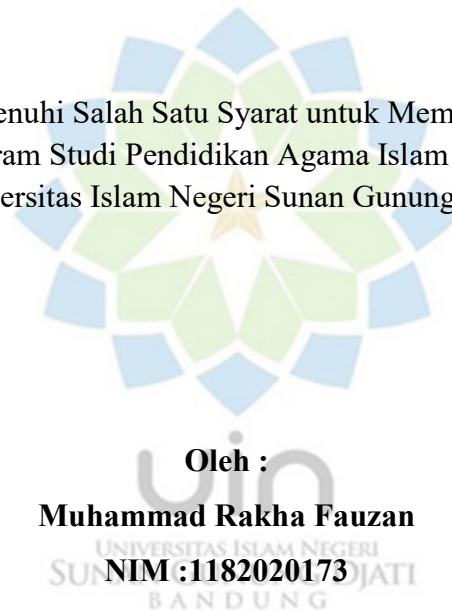 enuhi Salah Satu Syarat untuk Mem
ram Studi Pendidikan Agama Islam
ersitas Islam Negeri Sunan Gunung
uin
Oleh :
Muhammad Rakha Fauzan
UNIVERSITAS ISLAM NEGERI
NIM :1182020173
BANDUNG